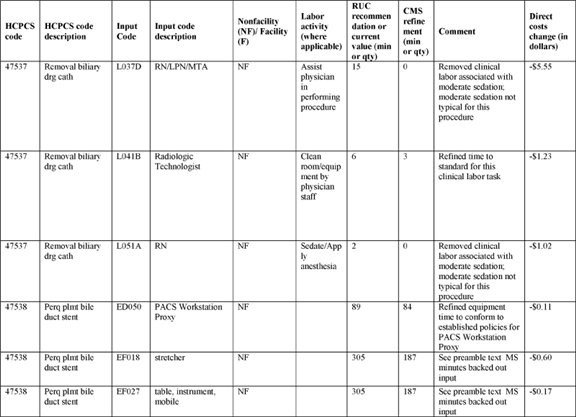 HCPCS code | HCPCS code description | Input Code | Input code description | Nonfacility (NF)/ Facility (F) | Labor activity (where applicable) | RUC recommen dation or current value (min or qty) | CMS refine ment (min or qty) | Comment | Direct costs change (in dollars)
47537 | Removal biliary drg cath | L037D | RN/LPN/MTA | NF | Assist physician in performing procedure | 15 | 0 | Removed clinical labor associated with moderate sedation; moderate sedation not typical for this procedure | -$5.55
47537 | Removal biliary drg cath | L041B | Radiologic Technologist | NF | Clean room/equip ment by physician staff | 6 | 3 | Refined time to standard for this clinical labor task | -$1.23
47537 | Removal biliary drg cath | L051A | RN | NF | Sedate/App ly anesthesia | 2 | 0 | Removed clinical labor associated with moderate sedation; moderate sedation not typical for this procedure | -$1.02
47538 | Perq plmt bile duct stent | ED050 | PACS Workstation Proxy | NF | | 89 | 84 | Refined equipment time to conform to established policies for PACS Workstation Proxy | -$0.11
47538 | Perq plmt bile duct stent | EF018 | stretcher | NF | | 305 | 187 | See preamble text MS minutes backed out input | -$0.60
47538 | Perq plmt bile duct stent | EF027 | table, instrument, mobile | NF | | 305 | 187 | See preamble text MS minutes backed out input | -$0.17